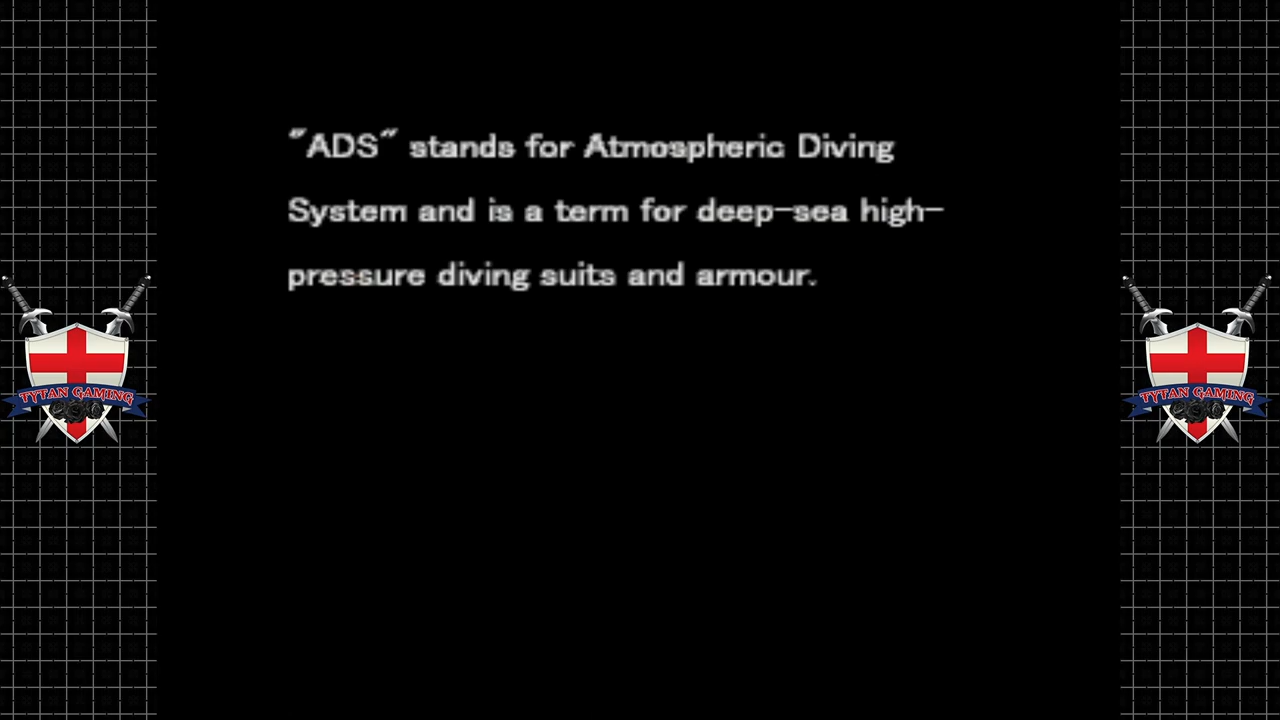 "ADS" stands for Atmospheric Diving
System and is a term for deep-sea high-
pressure diving suits and armour.
TYTAN GAMING
TYTAN GAMING